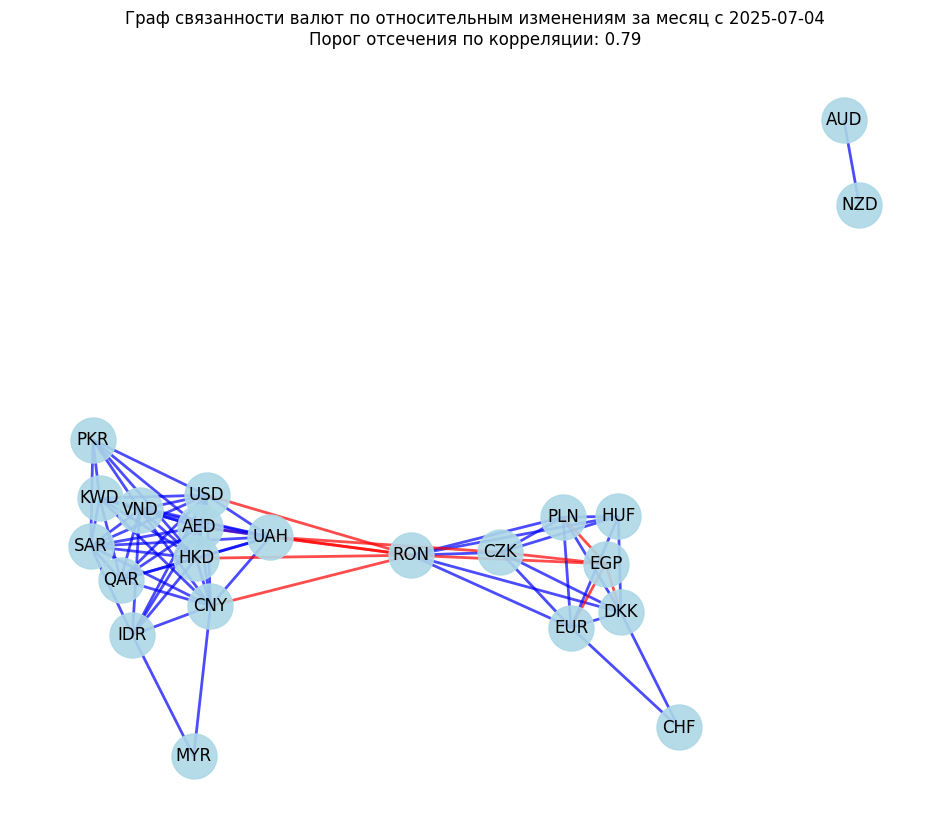 Граф связанности валют по относительным изменениям за месяц с 2025-07-04
Порог отсечения по корреляции: 0.79
AUD
NZD
PKR
KWD
USD
VND
AED
UAH
SAR
HKD
QAR
CNY
IDR
MYR
RON
CZK
PLN
HUF
EGP
DKK
EUR
CHF